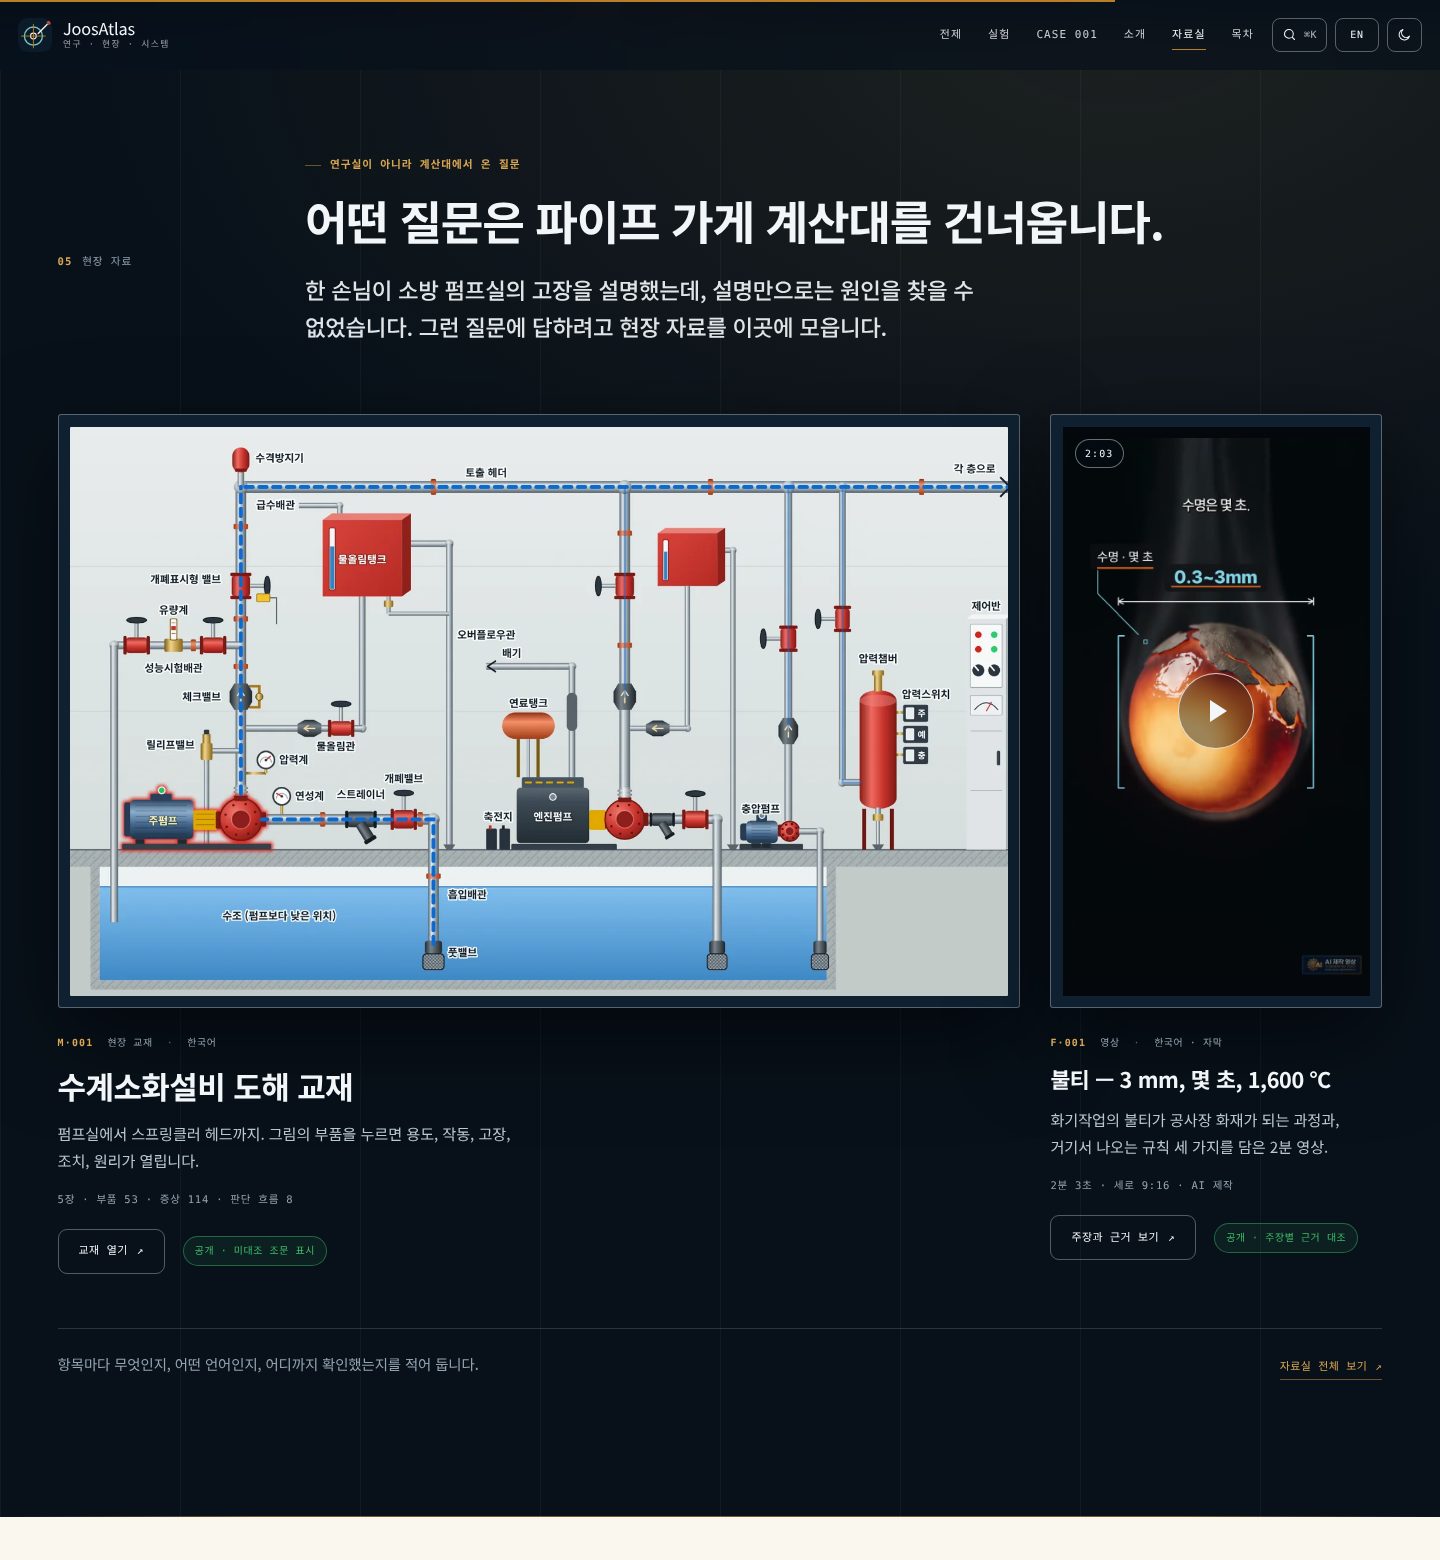 JoosAtlas
연구 · 현장 · 시스템
전제 실험 CASE 001 소개 자료실 목차 ⌘K EN
연구실이 아니라 계산대에서 온 질문
어떤 질문은 파이프 가게 계산대를 건너옵니다.
05 현장 자료
한 손님이 소방 펌프실의 고장을 설명했는데, 설명만으로는 원인을 찾을 수
없었습니다. 그런 질문에 답하려고 현장 자료를 이곳에 모읍니다.
수격방지기
토출 헤더
각 층으로
급수배관
물올림탱크
개폐표시형 밸브
유량계
성능시험배관
체크밸브
릴리프밸브
물올림관
압력계
연성계
스트레이너
개폐밸브
주펌프
오버플로우관
배기
연료탱크
축전지
엔진펌프
충압펌프
압력챔버
압력스위치
주
예
충
제어반
흡입배관
수조 (펌프보다 낮은 위치)
풋밸브
2:03
수명은 몇 초.
수명 · 몇 초
0.3~3mm
AI 제작 영상
M·001 현장 교재 · 한국어
수계소화설비 도해 교재
펌프실에서 스프링클러 헤드까지. 그림의 부품을 누르면 용도, 작동, 고장,
조치, 원리가 열립니다.
5장 · 부품 53 · 증상 114 · 판단 흐름 8
교재 열기 ↗
공개 · 미대조 조문 표시
F·001 영상 · 한국어 · 자막
불티 — 3 mm, 몇 초, 1,600 °C
화기작업의 불티가 공사장 화재가 되는 과정과,
거기서 나오는 규칙 세 가지를 담은 2분 영상.
2분 3초 · 세로 9:16 · AI 제작
주장과 근거 보기 ↗
공개 · 주장별 근거 대조
항목마다 무엇인지, 어떤 언어인지, 어디까지 확인했는지를 적어 둡니다.
자료실 전체 보기 ↗